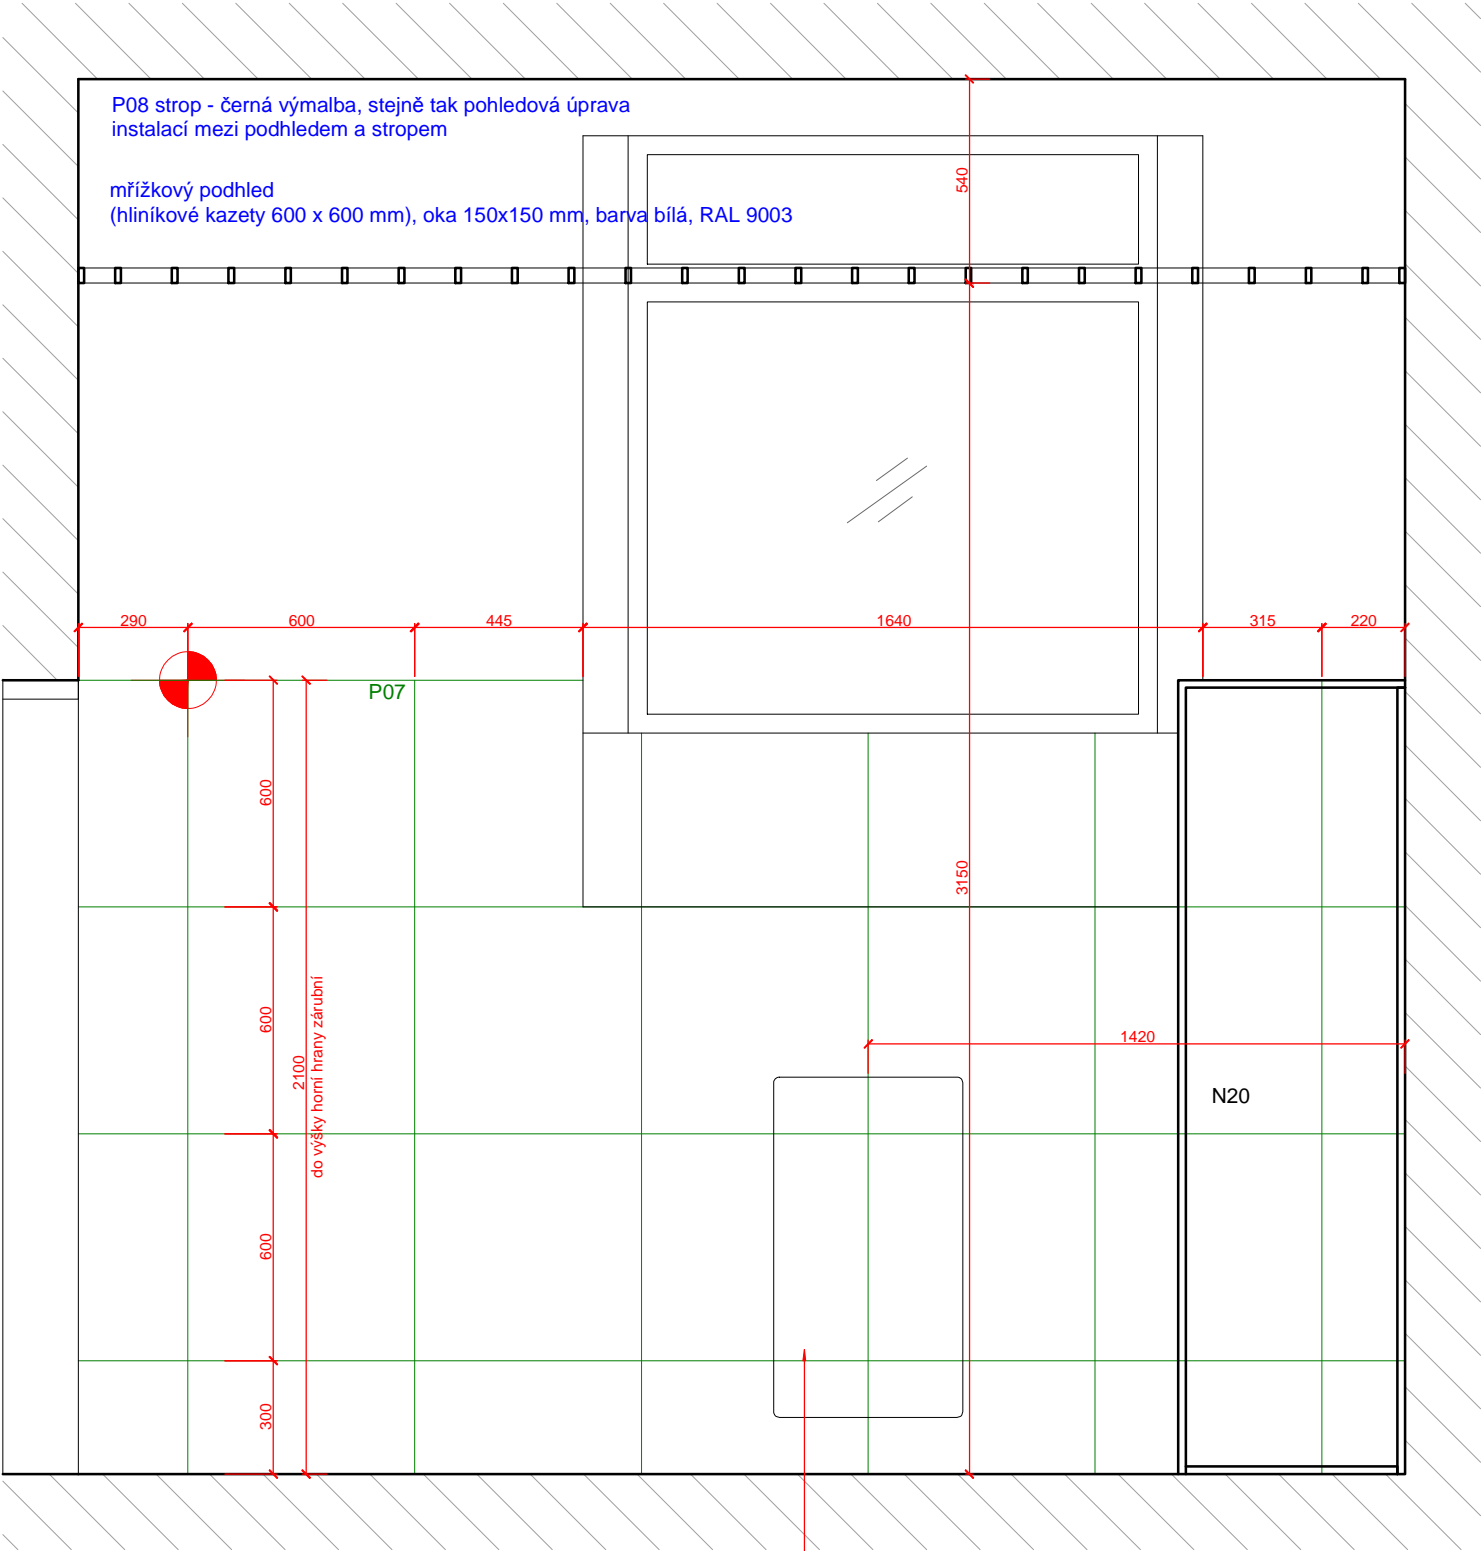 P08 strop - černá výmalba, stejně tak pohledová úprava
instalací mezi podhledem a stropem
540
mřížkový podhled
(hliníkové kazety 600 x 600 mm), oka 150x150 mm, barva bílá, RAL 9003
290
600
445
1640
315
220
P07
600
3150
600
2100
do výšky horní hrany zárubní
1420
N20
600
300